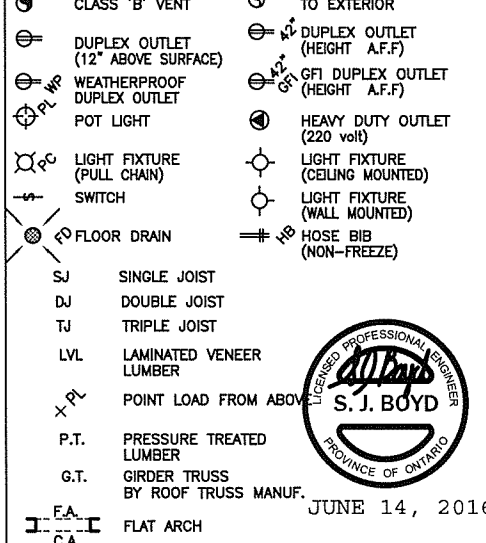 CLASS 'B' VENT
TO EXTERIOR
DUPLEX OUTLET
(12" ABOVE SURFACE)
42"
DUPLEX OUTLET
(HEIGHT A.F.F)
WP
WEATHERPROOF
DUPLEX OUTLET
42"
GFI
GFI DUPLEX OUTLET
(HEIGHT A.F.F)
PL
POT LIGHT
HEAVY DUTY OUTLET
(220 volt)
PC
LIGHT FIXTURE
(PULL CHAIN)
LIGHT FIXTURE
(CEILING MOUNTED)
S
SWITCH
LIGHT FIXTURE
(WALL MOUNTED)
FD
FLOOR DRAIN
HB
HOSE BIB
(NON-FREEZE)
SJ SINGLE JOIST
DJ DOUBLE JOIST
TJ TRIPLE JOIST
LVL LAMINATED VENEER
LUMBER
PL
POINT LOAD FROM ABOVE
P.T. PRESSURE TREATED
LUMBER
G.T. GIRDER TRUSS
BY ROOF TRUSS MANUF.
F.A.
FLAT ARCH
C.A.
LICENSED PROFESSIONAL ENGINEER
S. J. BOYD
PROVINCE OF ONTARIO
JUNE 14, 2016